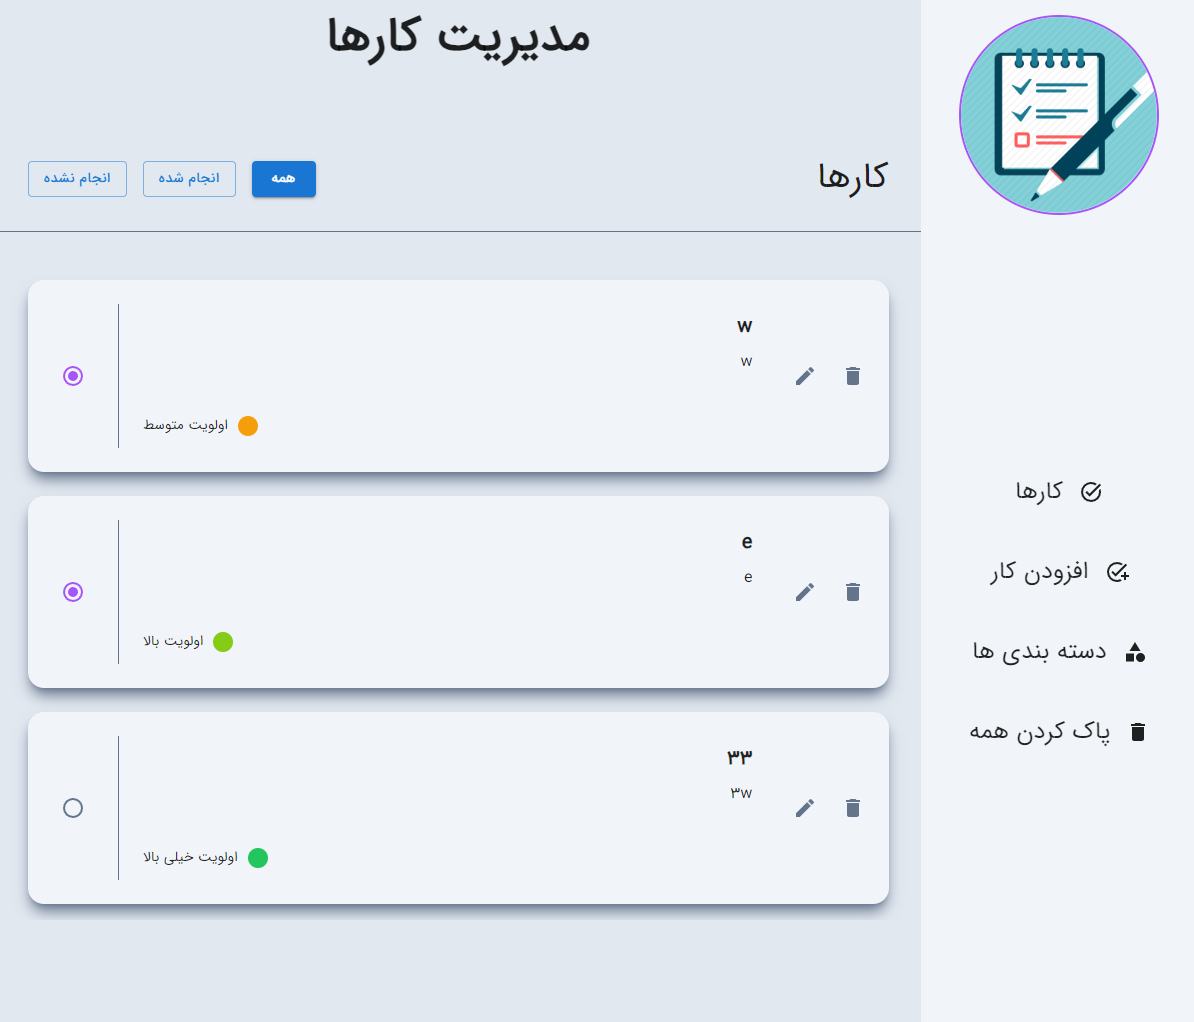 مدیریت کارها
کارها
همه
انجام شده
انجام نشده
w
w
اولویت متوسط
e
e
اولویت بالا
۳۳
۳w
اولویت خیلی بالا
کارها
افزودن کار
دسته بندی ها
پاک کردن همه